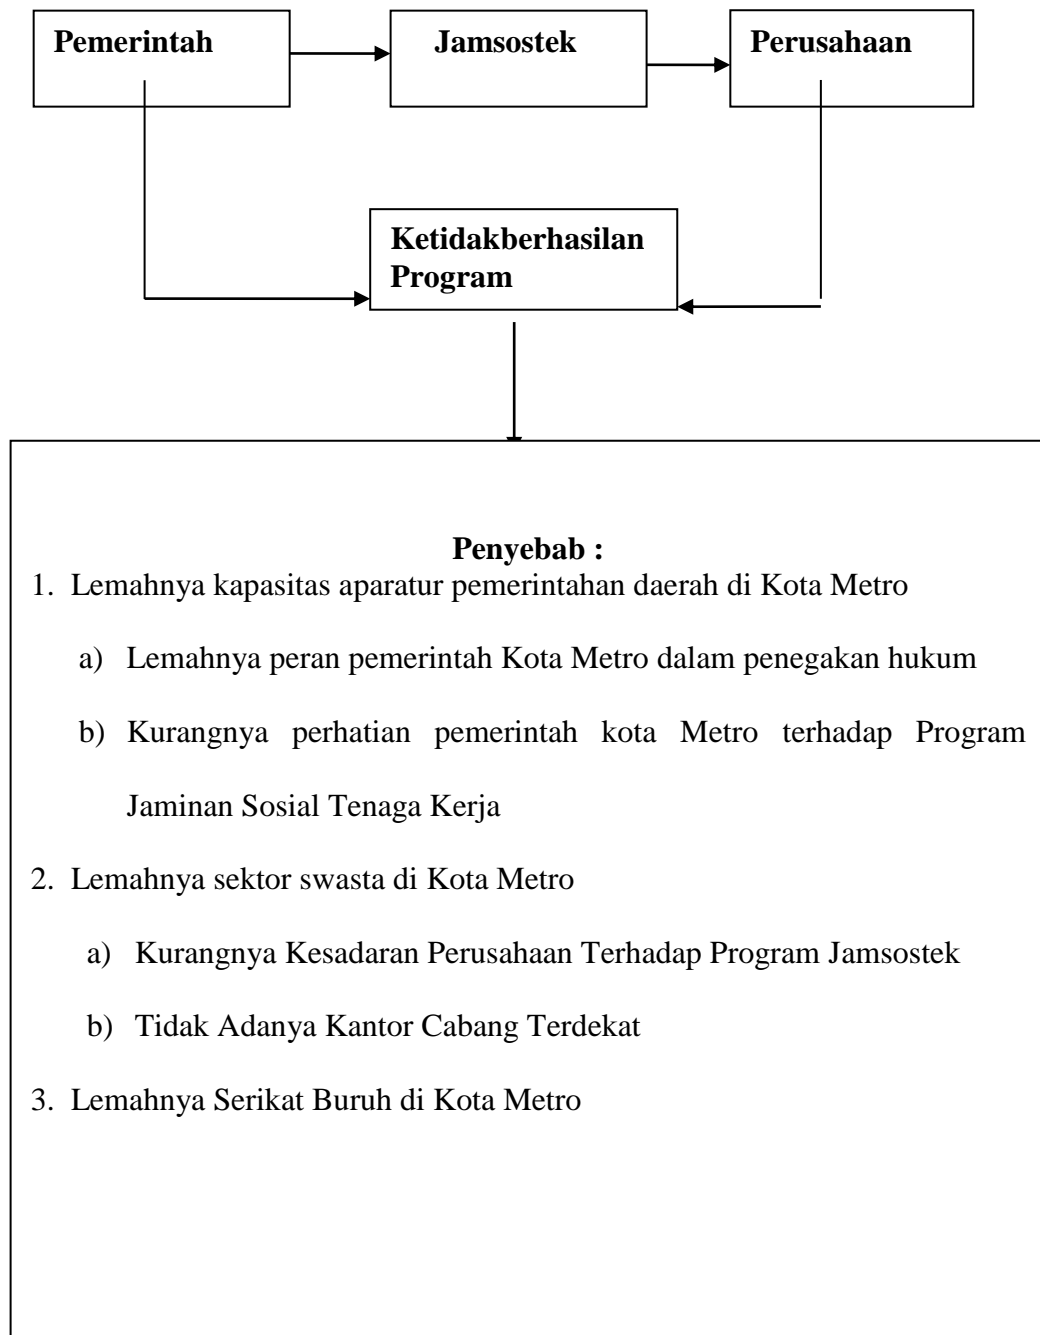 Pemerintah
Jamsostek
Perusahaan
Ketidakberhasilan
Program
Penyebab :
1. Lemahnya kapasitas aparatur pemerintahan daerah di Kota Metro
a) Lemahnya peran pemerintah Kota Metro dalam penegakan hukum
b) Kurangnya perhatian pemerintah kota Metro terhadap Program
Jaminan Sosial Tenaga Kerja
2. Lemahnya sektor swasta di Kota Metro
a) Kurangnya Kesadaran Perusahaan Terhadap Program Jamsostek
b) Tidak Adanya Kantor Cabang Terdekat
3. Lemahnya Serikat Buruh di Kota Metro